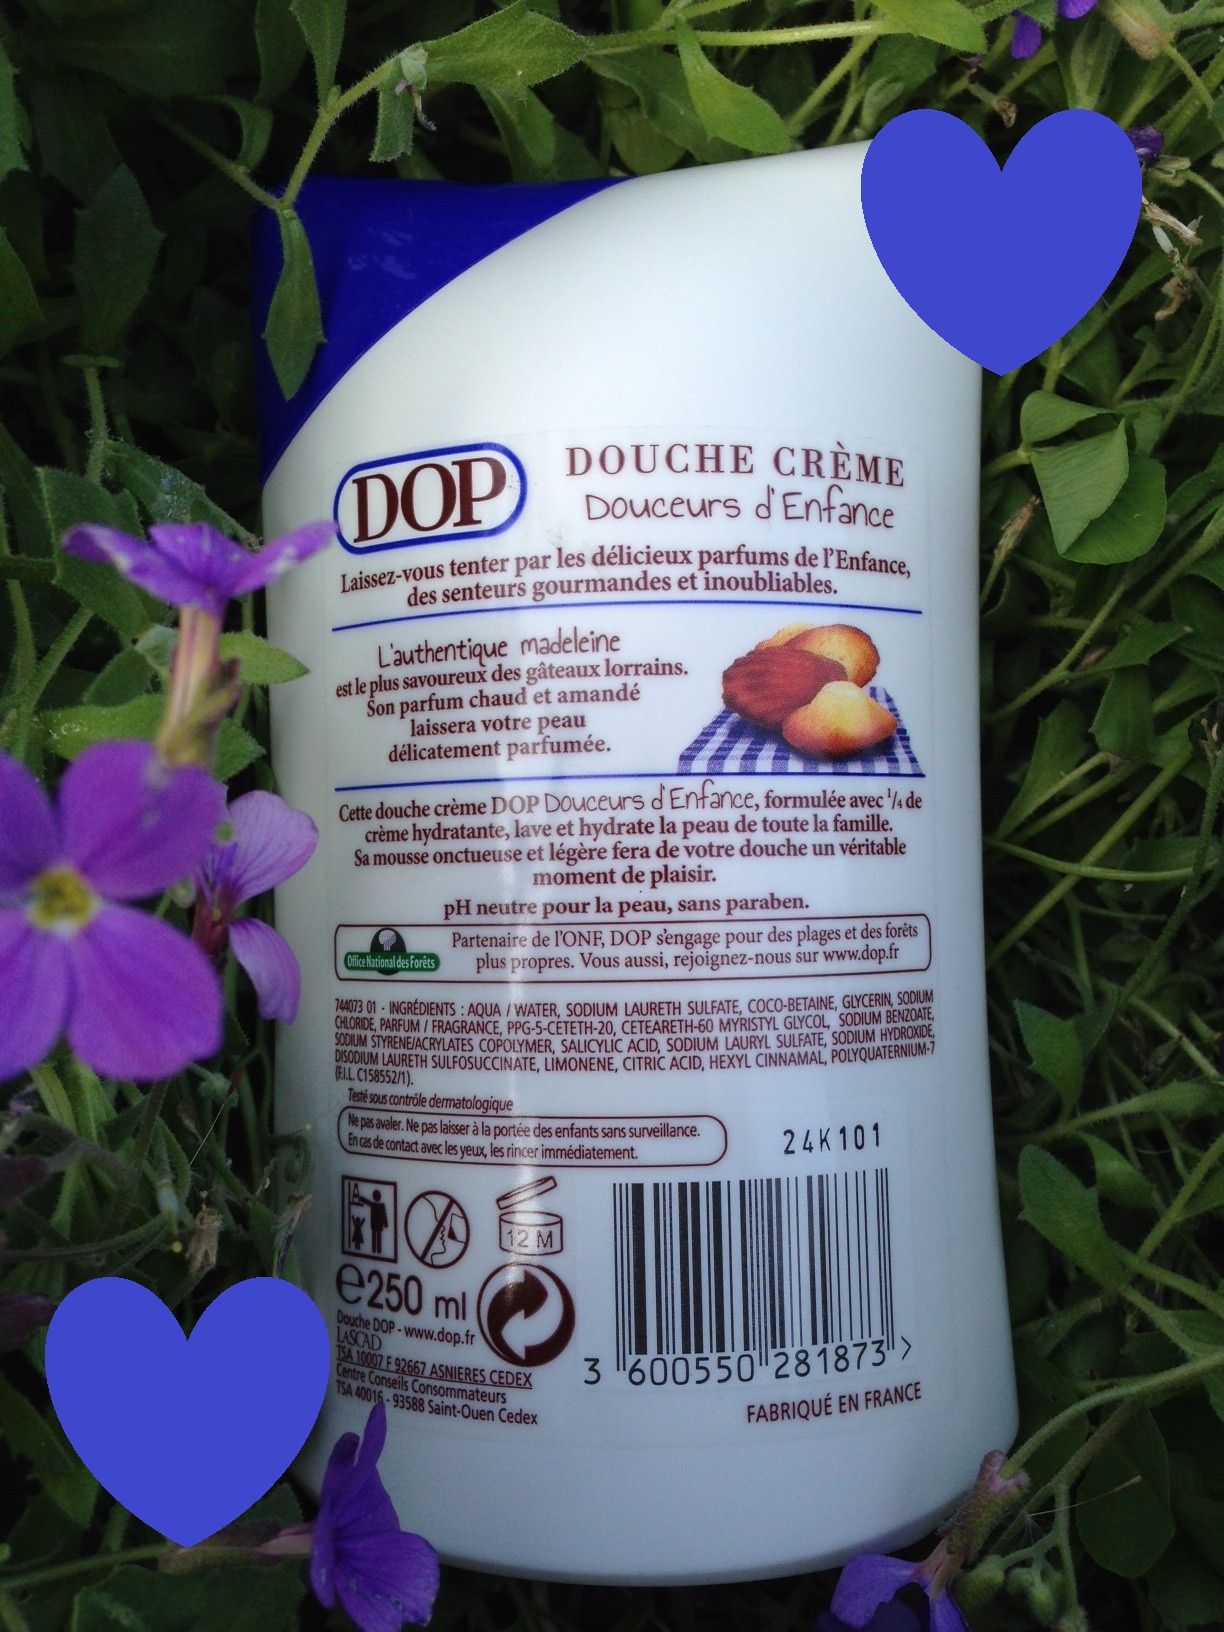 DOP
DOUCHE CRÈME
Douceurs d'Enfance
Laissez-vous tenter par les délicieux parfums de l'Enfance,
des senteurs gourmandes et inoubliables.
L'authentique madeleine
est le plus savoureux des gâteaux lorrains.
Son parfum chaud et amandé
laissera votre peau
délicatement parfumée.
Cette douche crème DOP Douceurs d'Enfance, formulée avec 1/4 de
crème hydratante, lave et hydrate la peau de toute la famille.
Sa mousse onctueuse et légère fera de votre douche un véritable
moment de plaisir.
pH neutre pour la peau, sans paraben.
Office National des Forêts
Partenaire de l'ONF, DOP s'engage pour des plages et des forêts
plus propres. Vous aussi, rejoignez-nous sur www.dop.fr
744073 01 - INGRÉDIENTS : AQUA / WATER, SODIUM LAURETH SULFATE, COCO-BETAINE, GLYCERIN, SODIUM
CHLORIDE, PARFUM / FRAGRANCE, PPG-5-CETETH-20, CETEARETH-60 MYRISTYL GLYCOL, SODIUM BENZOATE,
SODIUM STYRENE/ACRYLATES COPOLYMER, SALICYLIC ACID, SODIUM LAURYL SULFATE, SODIUM HYDROXIDE,
DISODIUM LAURETH SULFOSUCCINATE, LIMONENE, CITRIC ACID, HEXYL CINNAMAL, POLYQUATERNIUM-7
(F.I.L. C158552/1).
Testé sous contrôle dermatologique
Ne pas avaler. Ne pas laisser à la portée des enfants sans surveillance.
En cas de contact avec les yeux, les rincer immédiatement.
24K101
A
12 M
e250 ml
Douche DOP - www.dop.fr
LASCAD
TSA 10007 F 92667 ASNIERES CEDEX
Centre Conseils Consommateurs
TSA 40016 - 93588 Saint-Ouen Cedex
3 600550 281873 >
FABRIQUÉ EN FRANCE